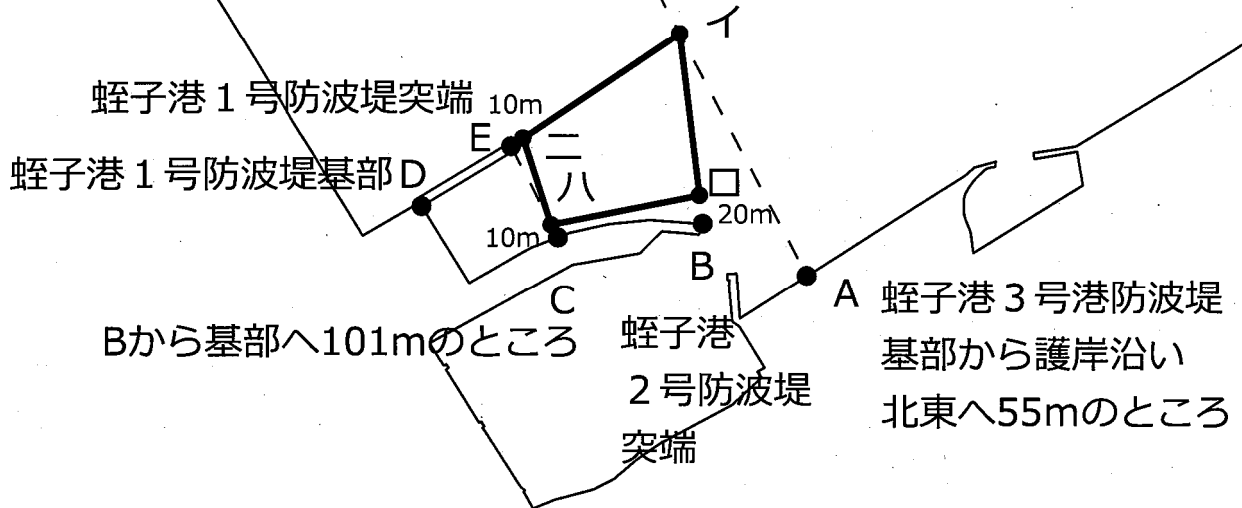 イ
蛭子港１号防波堤突端
10m
E
ニ
蛭子港１号防波堤基部D
ハ
ロ
20m
10m
B
C
A
蛭子港３号港防波堤
基部から護岸沿い
北東へ55mのところ
Bから基部へ101mのところ
蛭子港
２号防波堤
突端